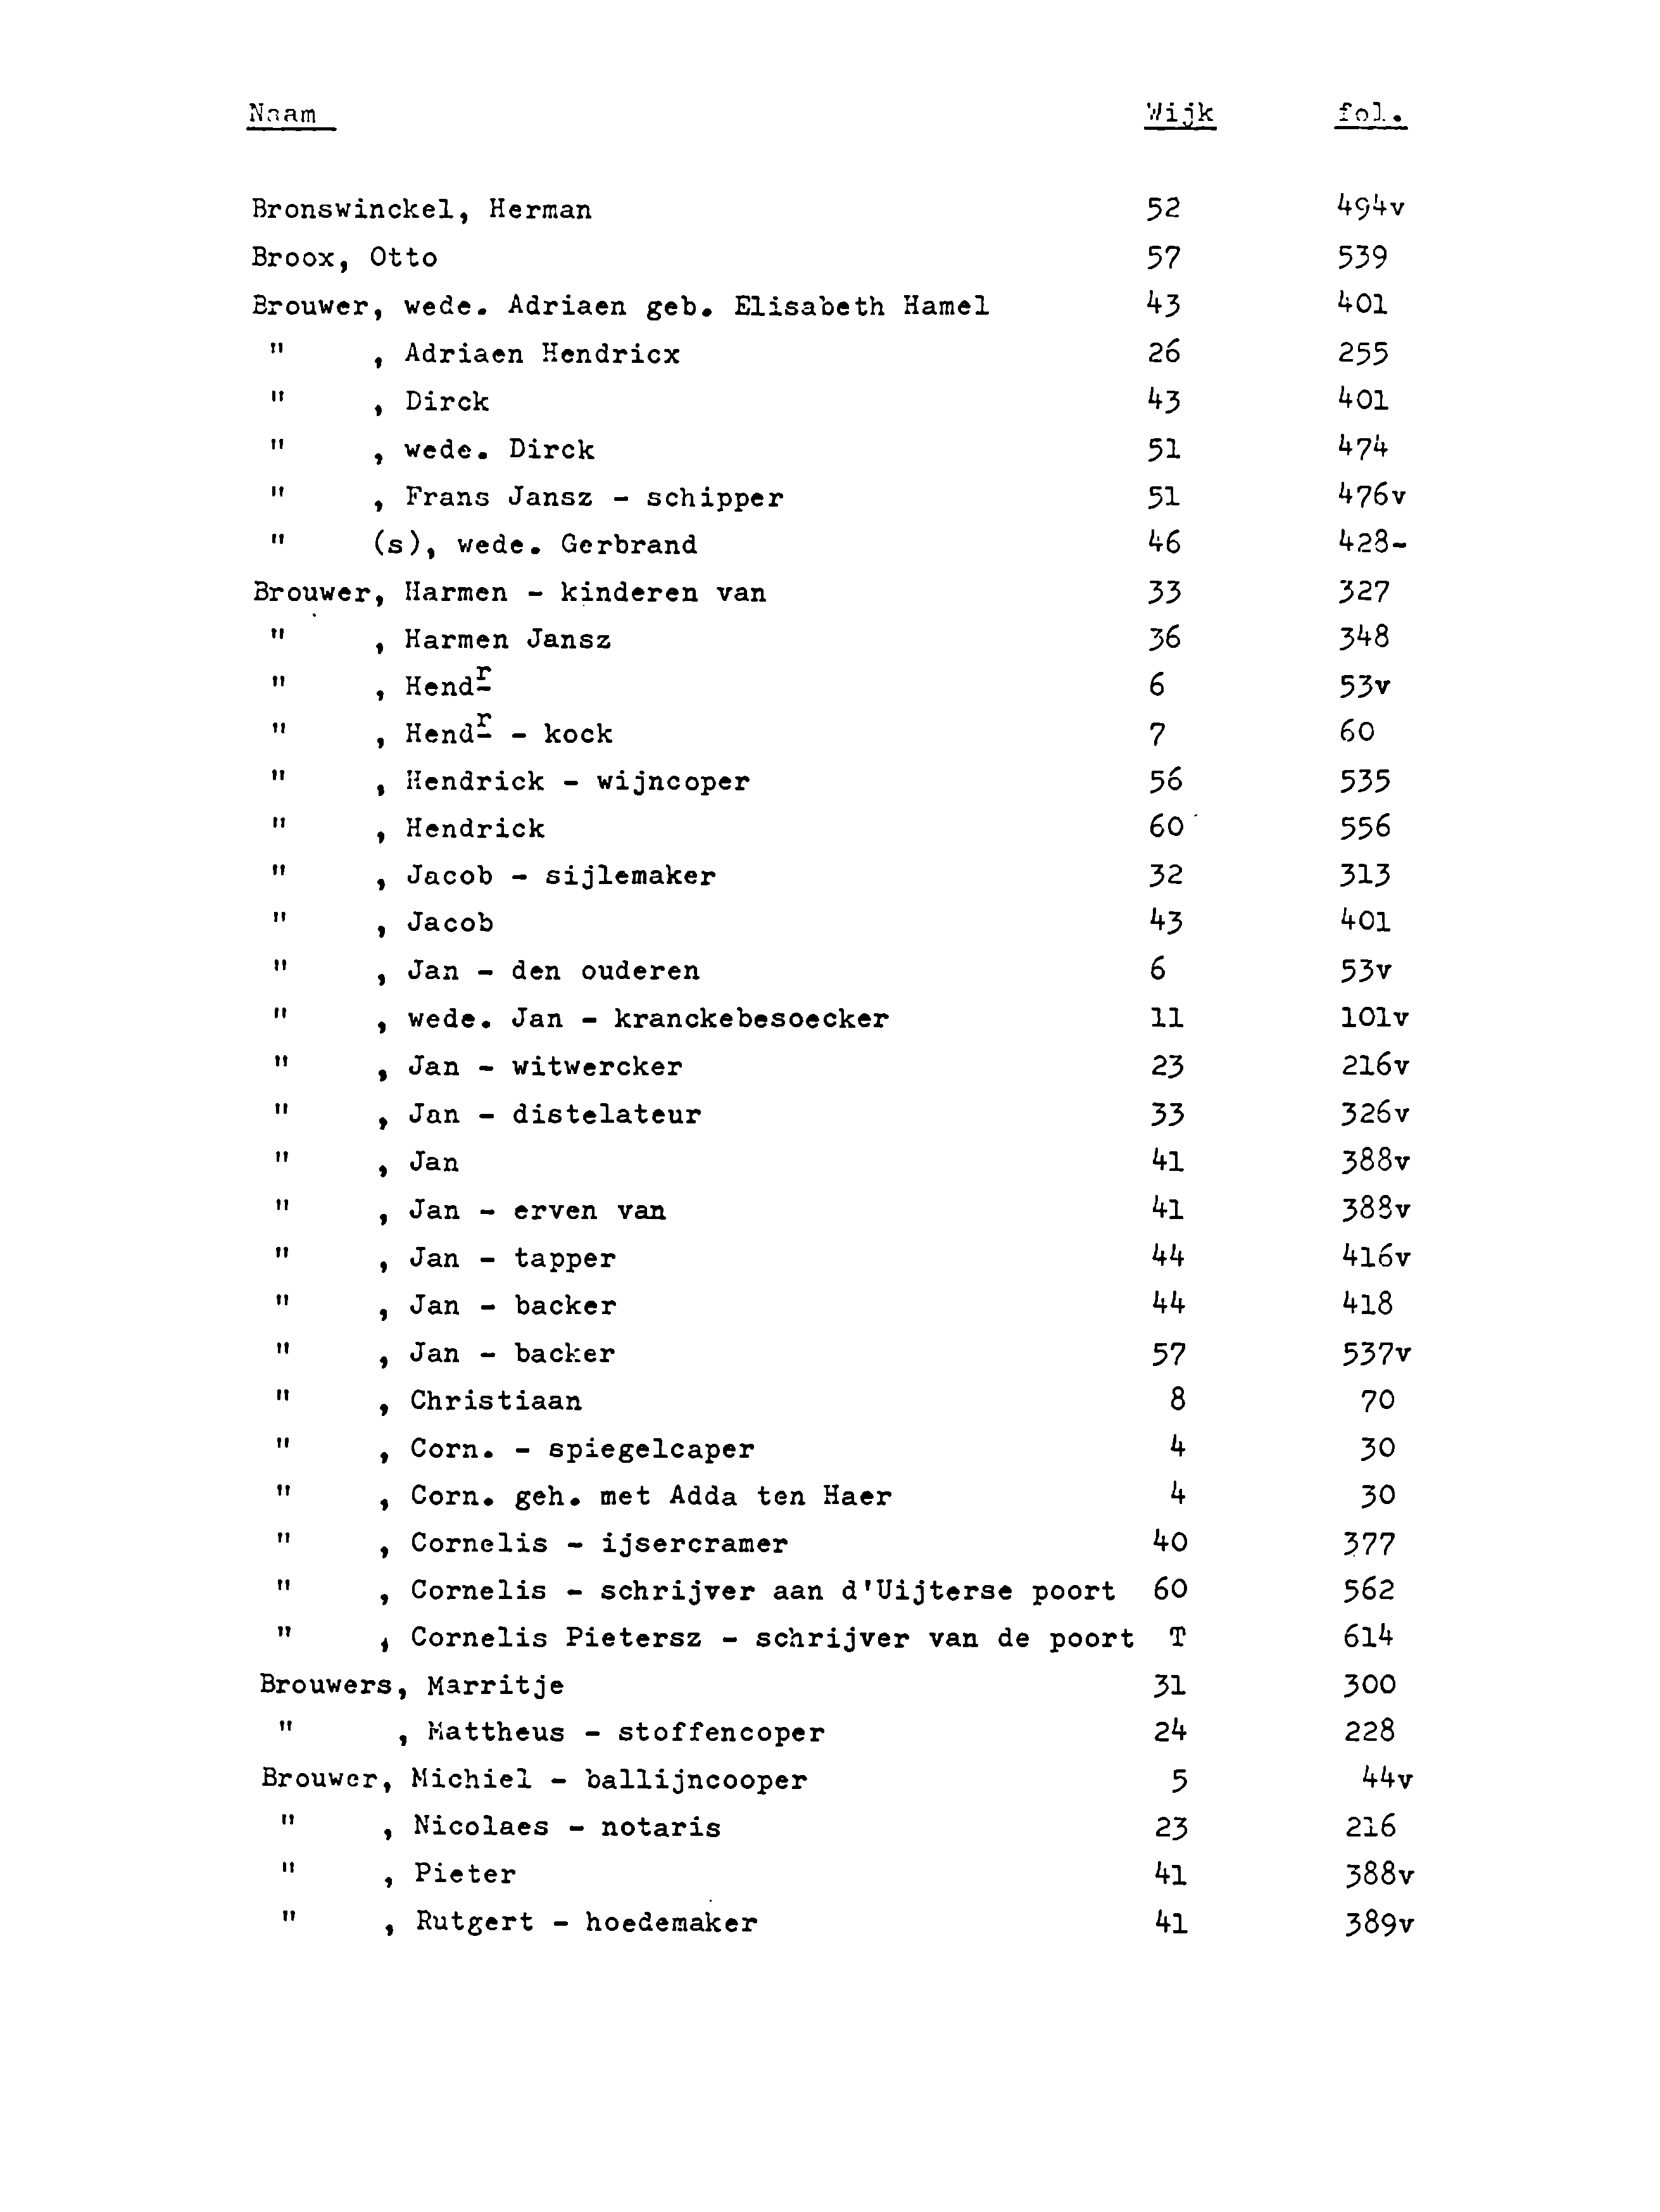 Naam Wijk fol.
Bronswinckel, Herman 52 494v
Broox, Otto 57 539
Brouwer, wede. Adriaen geb. Elisabeth Hamel 43 401
" , Adriaen Hendricx 26 255
" , Dirck 43 401
" , wede. Dirck 51 474
" , Frans Jansz - schipper 51 476v
" (s), wede. Gerbrand 46 428-
Brouwer, Harmen - kinderen van 33 327
" , Harmen Jansz 36 348
" , Hendr 6 53v
" , Hendr - kock 7 60
" , Hendrick - wijncoper 56 535
" , Hendrick 60 556
" , Jacob - sijlemaker 32 313
" , Jacob 43 401
" , Jan - den ouderen 6 53v
" , wede. Jan - kranckebesoecker 11 101v
" , Jan - witwercker 23 216v
" , Jan - distelateur 33 326v
" , Jan 41 388v
" , Jan - erven van 41 388v
" , Jan - tapper 44 416v
" , Jan - backer 44 418
" , Jan - backer 57 537v
" , Christiaan 8 70
" , Corn. - spiegelcaper 4 30
" , Corn. geh. met Adda ten Haer 4 30
" , Cornelis - ijsercramer 40 377
" , Cornelis - schrijver aan d'Uijterse poort 60 562
" , Cornelis Pietersz - schrijver van de poort T 614
Brouwers, Marritje 31 300
" , Mattheus - stoffencoper 24 228
Brouwer, Michiel - ballijncooper 5 44v
" , Nicolaes - notaris 23 216
" , Pieter 41 388v
" , Rutgert - hoedemaker 41 389v